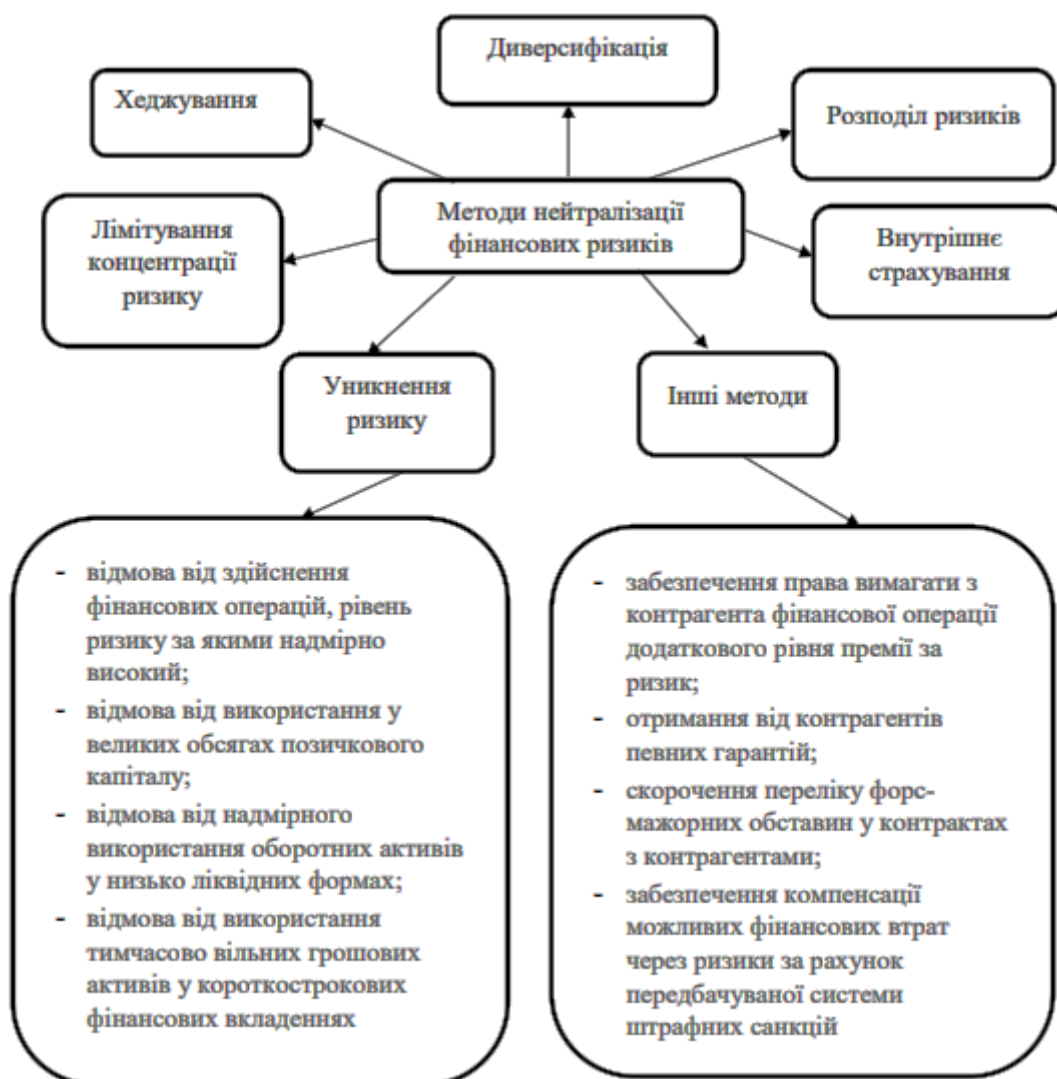 Диверсифікація
Хеджування
Розподіл ризиків
Методи нейтралізації
фінансових ризиків
Лімітування
концентрації
ризику
Внутрішнє
страхування
Уникнення
ризику
Інші методи
- відмова від здійснення
фінансових операцій, рівень
ризику за якими надмірно
високий;
- відмова від використання у
великих обсягах позичкового
капіталу;
- відмова від надмірного
використання оборотних активів
у низько ліквідних формах;
- відмова від використання
тимчасово вільних грошових
активів у короткострокових
фінансових вкладеннях
- забезпечення права вимагати з
контрагента фінансової операції
додаткового рівня премії за
ризик;
- отримання від контрагентів
певних гарантій;
- скорочення переліку форс-
мажорних обставин у контрактах
з контрагентами;
- забезпечення компенсації
можливих фінансових втрат
через ризики за рахунок
передбачуваної системи
штрафних санкцій